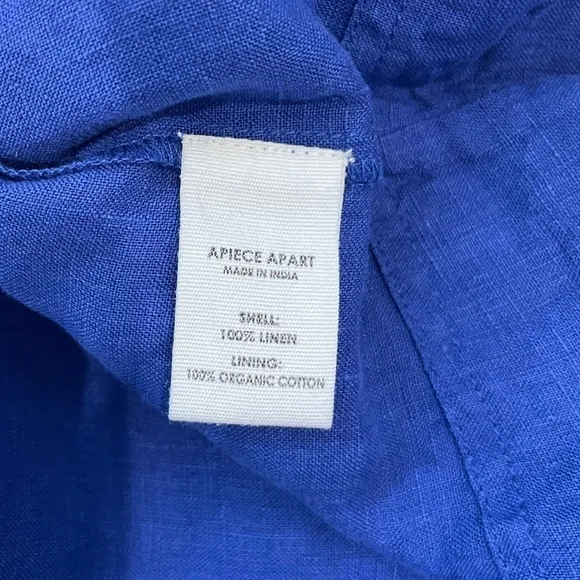 APIECE APART
MADE IN INDIA
SHELL:
100% LINEN
LINING:
100% ORGANIC COTTON